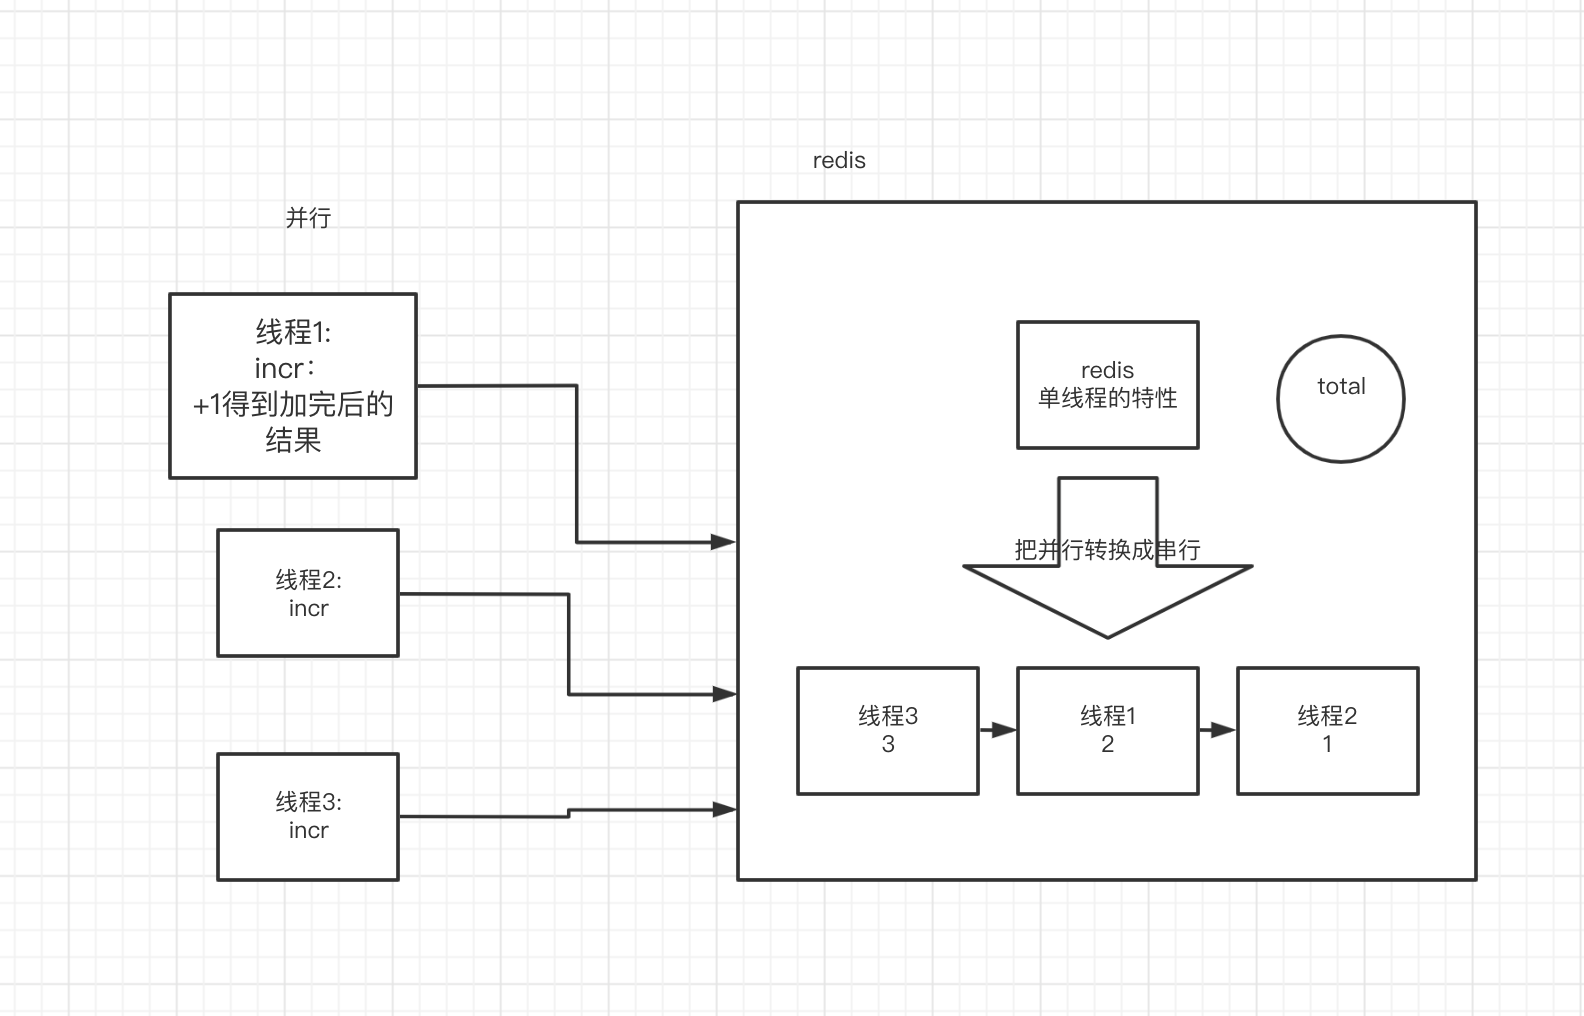 redis
并行
线程1:
incr：
+1得到加完后的
结果
线程2:
incr
线程3:
incr
redis
单线程的特性
total
把并行转换成串行
线程3
3
线程1
2
线程2
1